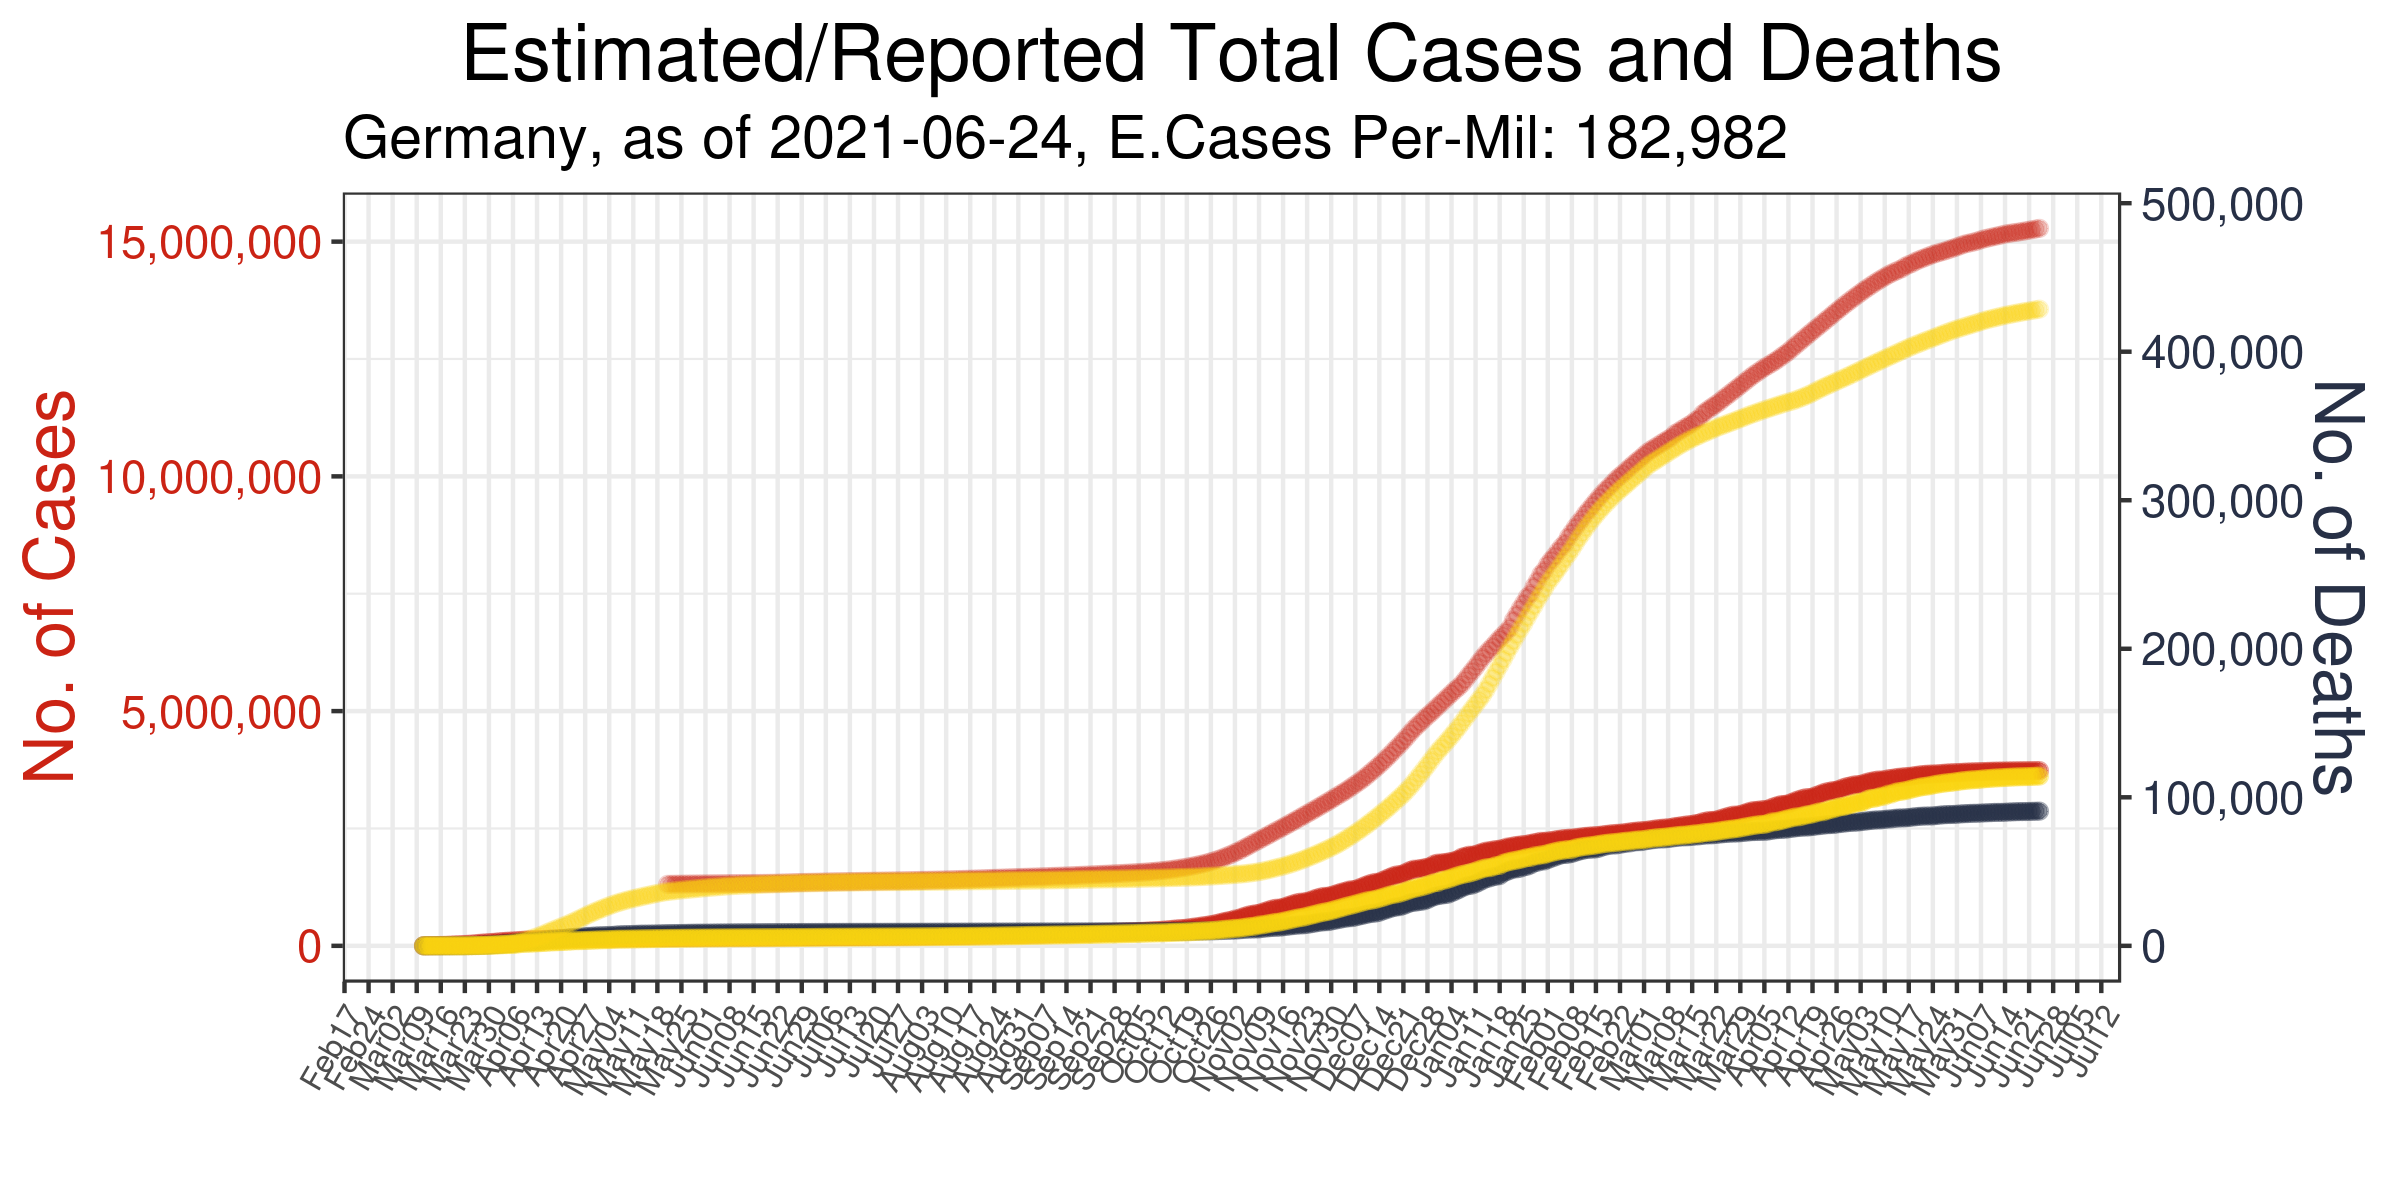 Estimated/Reported Total Cases and Deaths
Germany, as of 2021-06-24, E.Cases Per-Mil: 182,982
No. of Cases
15,000,000
10,000,000
5,000,000
0
500,000
400,000
300,000
200,000
100,000
0
No. of Deaths
Feb17
Feb24
Mar02
Mar09
Mar16
Mar23
Mar30
Apr06
Apr13
Apr20
Apr27
May04
May11
May18
May25
Jun01
Jun08
Jun15
Jun22
Jun29
Jul06
Jul13
Jul20
Jul27
Aug03
Aug10
Aug17
Aug24
Aug31
Sep07
Sep14
Sep21
Sep28
Oct05
Oct12
Oct19
Oct26
Nov02
Nov09
Nov16
Nov23
Nov30
Dec07
Dec14
Dec21
Dec28
Jan04
Jan11
Jan18
Jan25
Feb01
Feb08
Feb15
Feb22
Mar01
Mar08
Mar15
Mar22
Mar29
Apr05
Apr12
Apr19
Apr26
May03
May10
May17
May24
May31
Jun07
Jun14
Jun21
Jun28
Jul05
Jul12